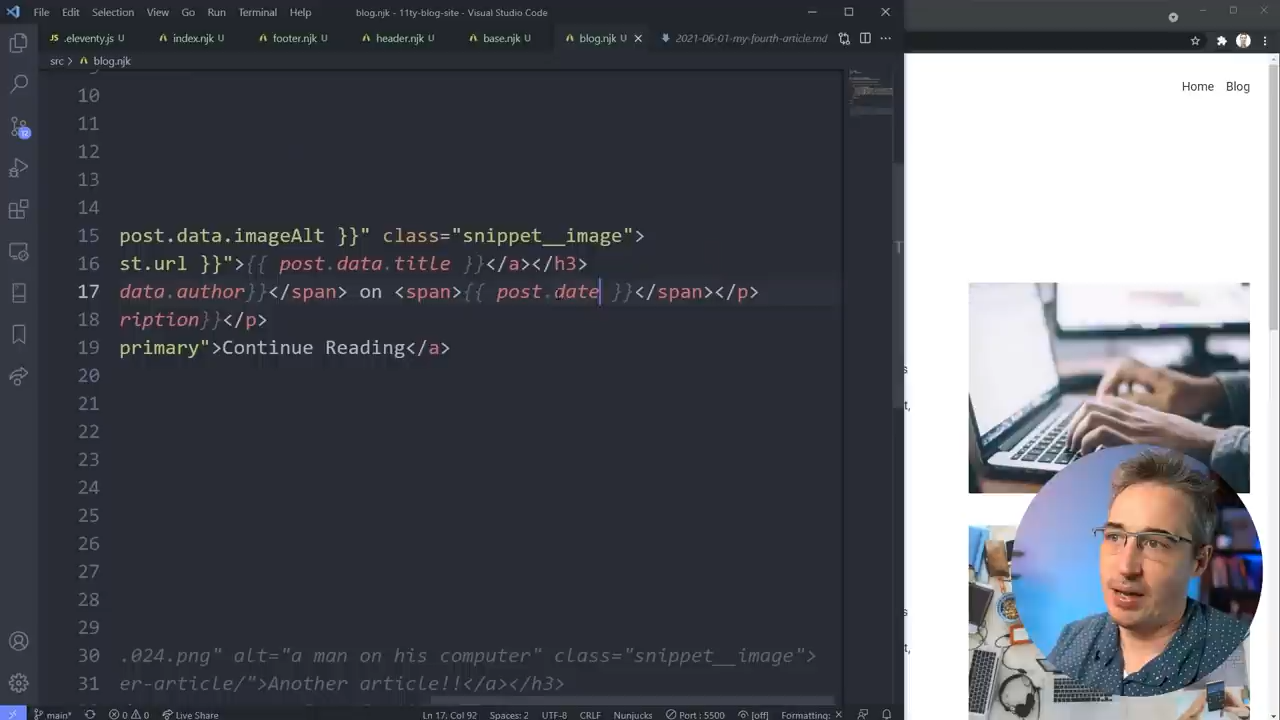 File Edit Selection View Go Run Terminal Help blog.njk - 11ty-blog-site - Visual Studio Code
.eleventy.js U index.njk U footer.njk U header.njk U base.njk U blog.njk U 2021-06-01-my-fourth-article.md
src > blog.njk
Home Blog
10
11
12
13
14
15 post.data.imageAlt }}" class="snippet__image">
16 st.url }}">{{ post.data.title }}</a></h3>
17 data.author}}</span> on <span>{{ post.date }}</span></p>
18 ription}}</p>
19 primary">Continue Reading</a>
20
21
22
23
24
25
26
27
28
29
30 .024.png" alt="a man on his computer" class="snippet__image">
31 er-article/">Another article!!</a></h3>
main* 0 0 Live Share Ln 17, Col 92 Spaces: 2 UTF-8 CRLF Nunjucks Port : 5500 [off] Formatting: